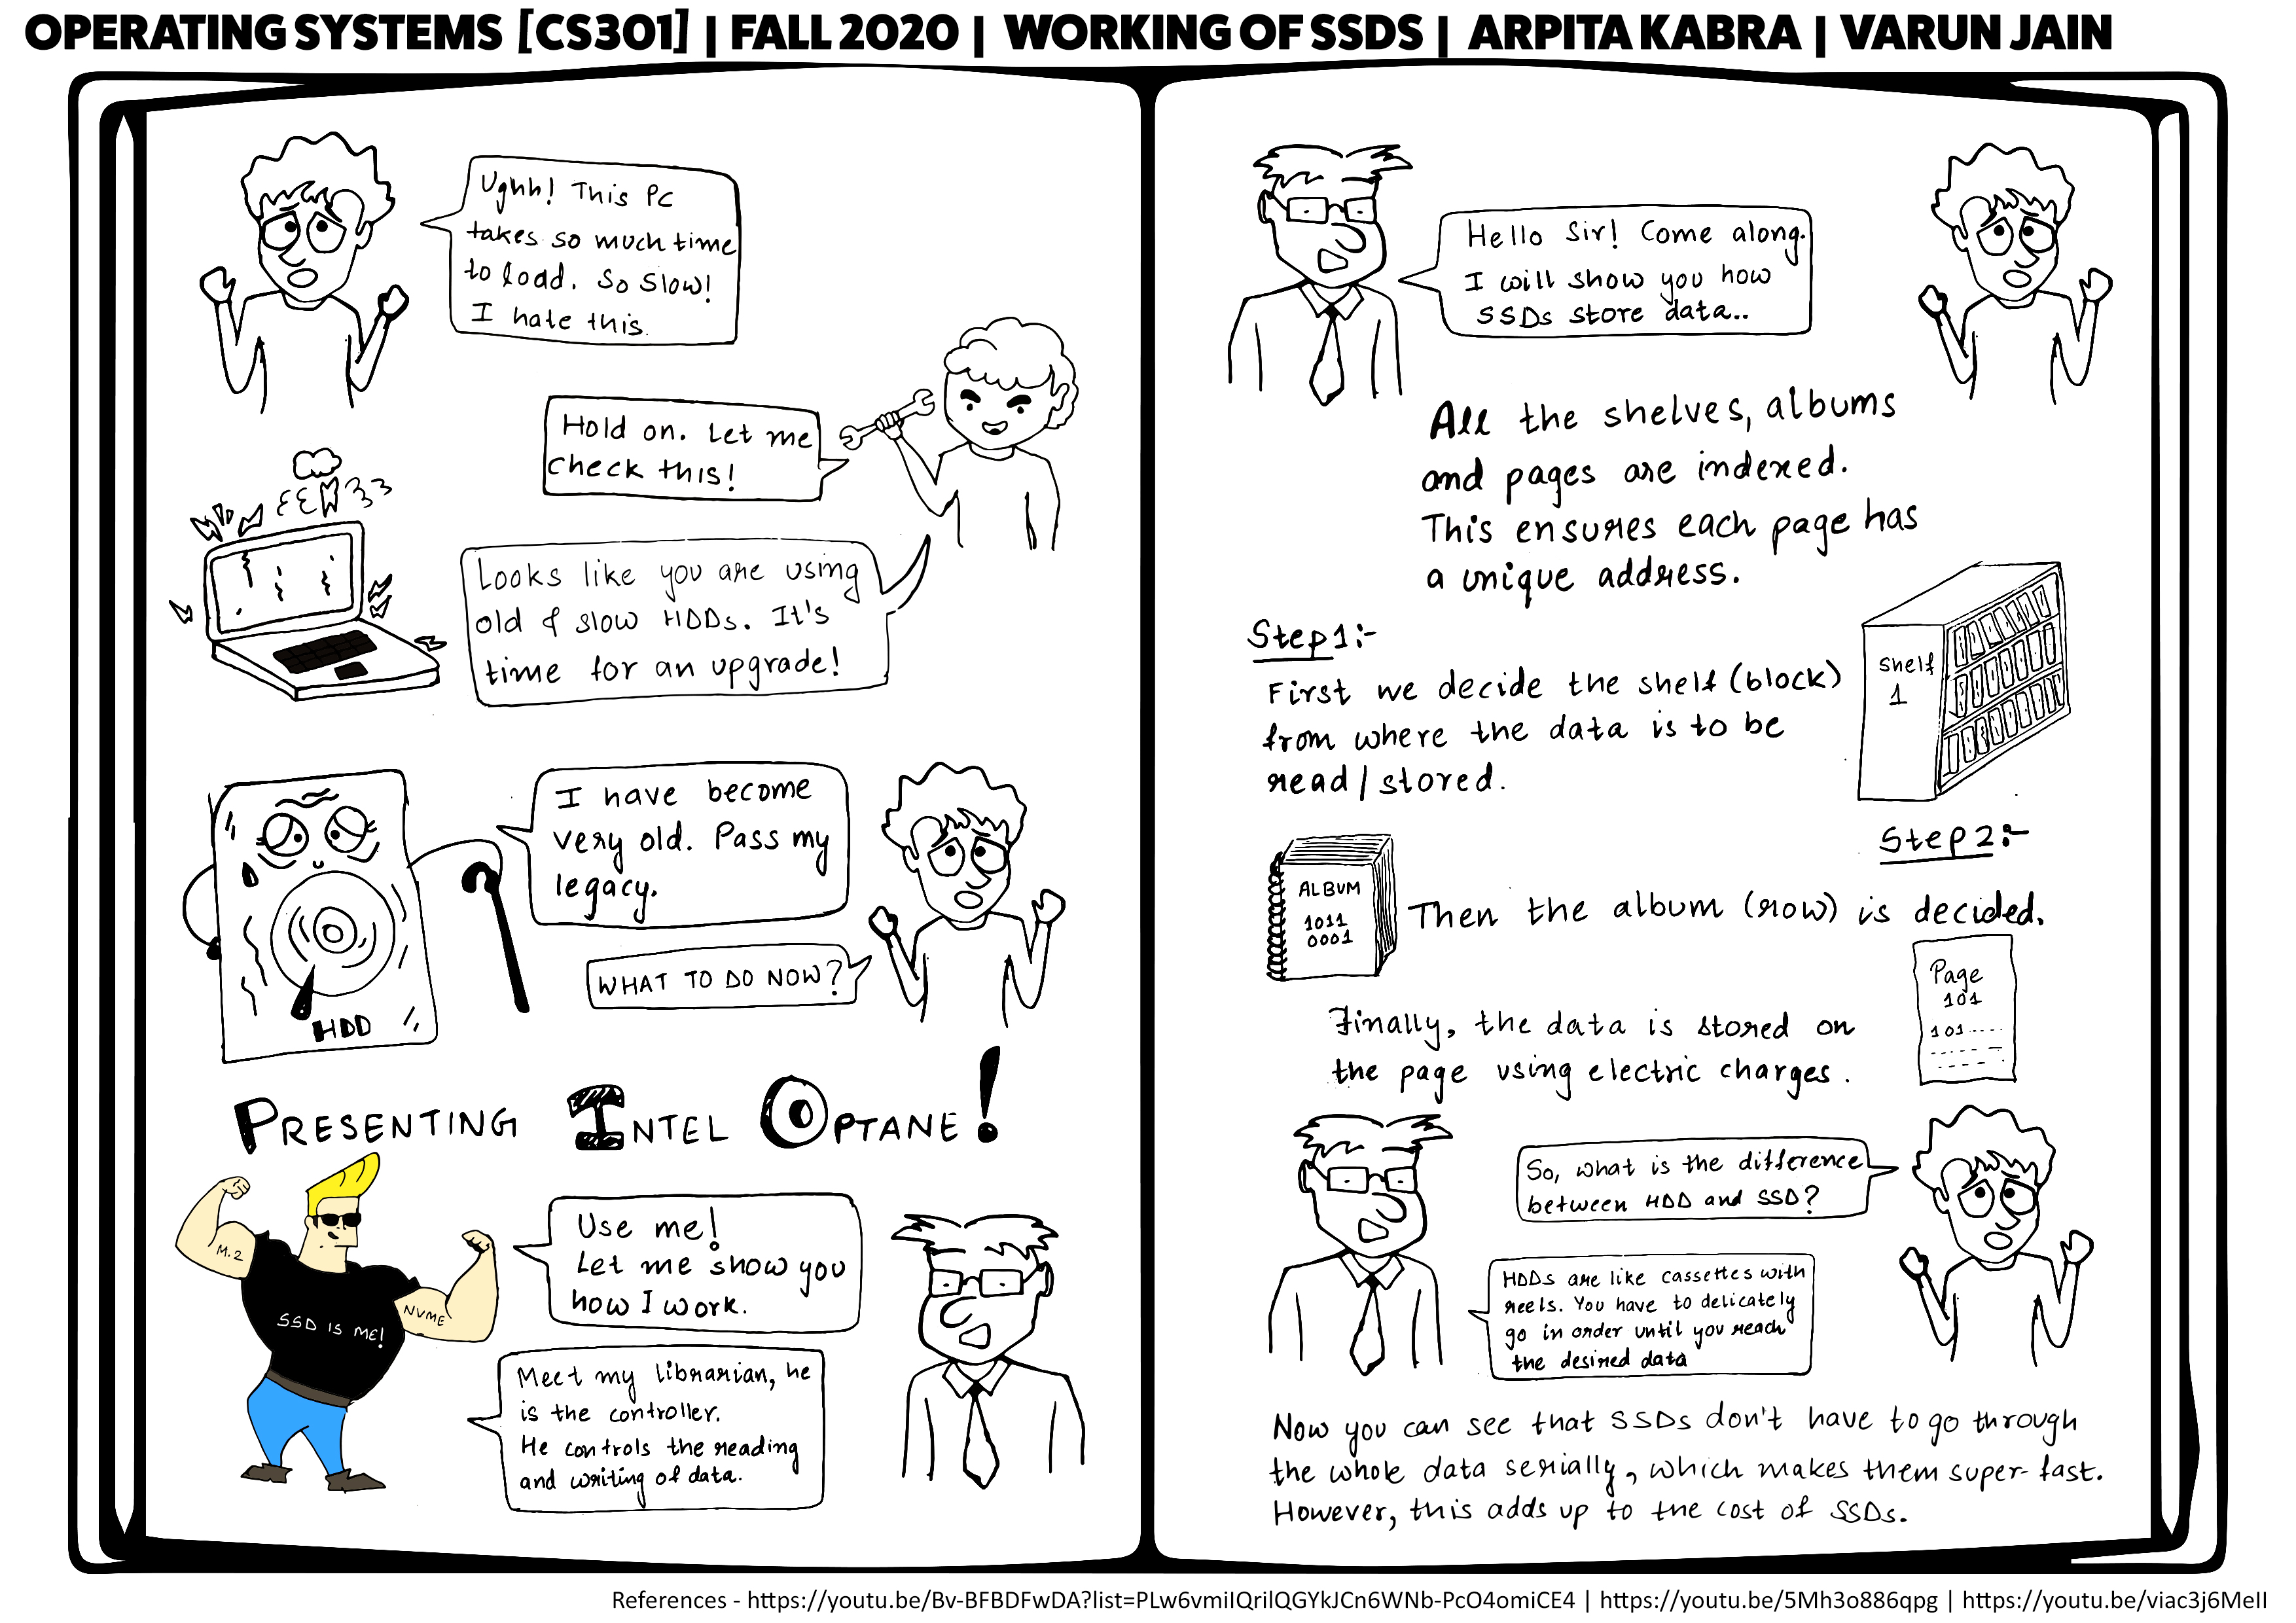 OPERATING SYSTEMS [CS301] | FALL 2020 | WORKING OF SSDS | ARPITA KABRA | VARUN JAIN
Ughh! This PC
takes so much time
to load. So slow!
I hate this.
Hold on. Let me
check this!
Looks like you are using
old & slow HDDs. It's
time for an upgrade!
I have become
very old. Pass my
legacy.
WHAT TO DO NOW?
HDD
PRESENTING INTEL OPTANE!
M.2
NVME
SSD IS ME!
Use me!
Let me show you
how I work.
Meet my librarian, he
is the controller.
He controls the reading
and writing of data.
Hello Sir! Come along.
I will show you how
SSDs store data..
All the shelves, albums
and pages are indexed.
This ensures each page has
a unique address.
Step1:-
First we decide the shelf (block)
from where the data is to be
read/stored.
Shelf
1
Step2:-
ALBUM
1011
0001
Then the album (row) is decided.
Page
101
101.....
Finally, the data is stored on
the page using electric charges.
So, what is the difference
between HDD and SSD?
HDDs are like cassettes with
reels. You have to delicately
go in order until you reach
the desired data
Now you can see that SSDs don't have to go through
the whole data serially, which makes them super-fast.
However, this adds up to the cost of SSDs.
References - https://youtu.be/Bv-BFBDFwDA?list=PLw6vmiIQrilQGYkJCn6WNb-PcO4omiCE4 | https://youtu.be/5Mh3o886qpg | https://youtu.be/viac3j6MeII